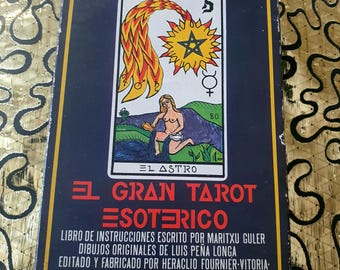 80
EL ASTRO
EL GRAN TAROT
ESOTERICO
LIBRO DE INSTRUCCIONES ESCRITO POR MARITXU GULER
DIBUJOS ORIGINALES DE LUIS PEÑA LONGA
EDITADO Y FABRICADO POR HERACLIO FOURNIER-VITORIA-